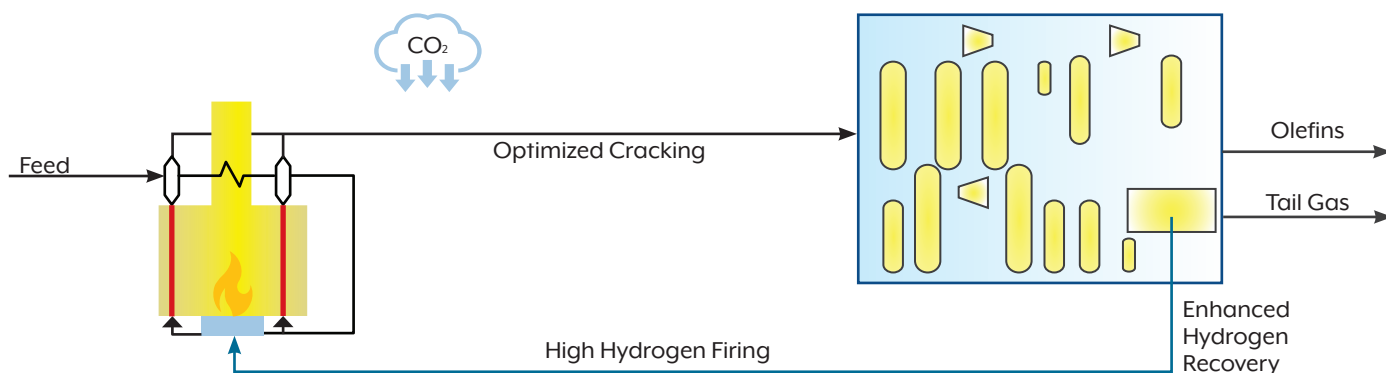 CO₂
Feed
Optimized Cracking
Olefins
Tail Gas
High Hydrogen Firing
Enhanced
Hydrogen
Recovery